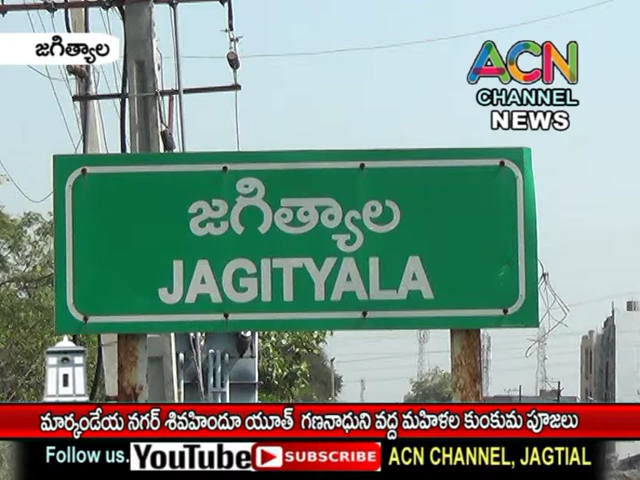 జగిత్యాల
ACN
CHANNEL
NEWS
జగిత్యాల
JAGITYALA
మార్కండేయ నగర్ శివహిందూ యూత్ గణనాధుని వద్ద మహిళల కుంకుమ పూజలు
Follow us. YouTube SUBSCRIBE ACN CHANNEL, JAGTIAL